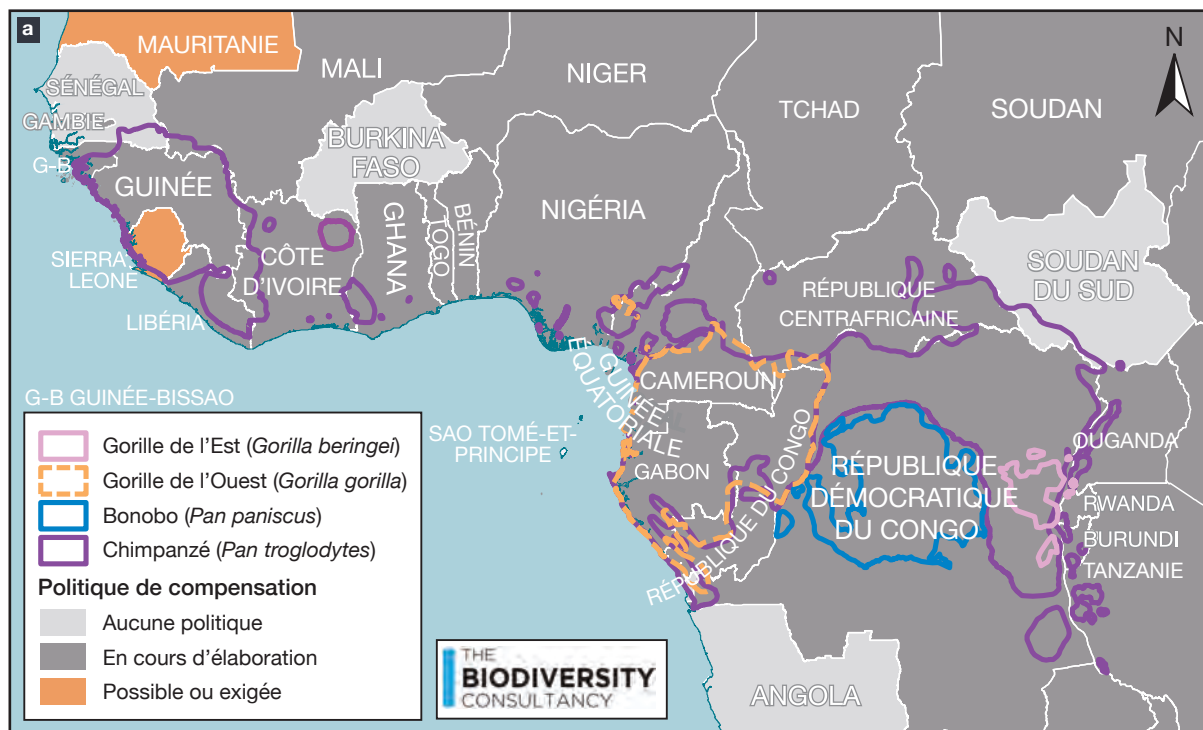 a
MAURITANIE
MALI
NIGER
TCHAD
SOUDAN
N
SÉNÉGAL
GAMBIE
G-B
BURKINA
FASO
GUINÉE
SIERRA
LEONE
LIBÉRIA
CÔTE
D'IVOIRE
GHANA
TOGO
BÉNIN
NIGÉRIA
RÉPUBLIQUE
CENTRAFRICAINE
SOUDAN
DU SUD
CAMEROUN
GUINÉE
ÉQUATORIALE
SAO TOMÉ-ET-
PRINCIPE
GABON
RÉPUBLIQUE DU CONGO
RÉPUBLIQUE
DÉMOCRATIQUE
DU CONGO
OUGANDA
RWANDA
BURUNDI
TANZANIE
ANGOLA
G-B GUINÉE-BISSAO
Gorille de l'Est (Gorilla beringei)
Gorille de l'Ouest (Gorilla gorilla)
Bonobo (Pan paniscus)
Chimpanzé (Pan troglodytes)
Politique de compensation
Aucune politique
En cours d'élaboration
Possible ou exigée
THE
BIODIVERSITY
CONSULTANCY